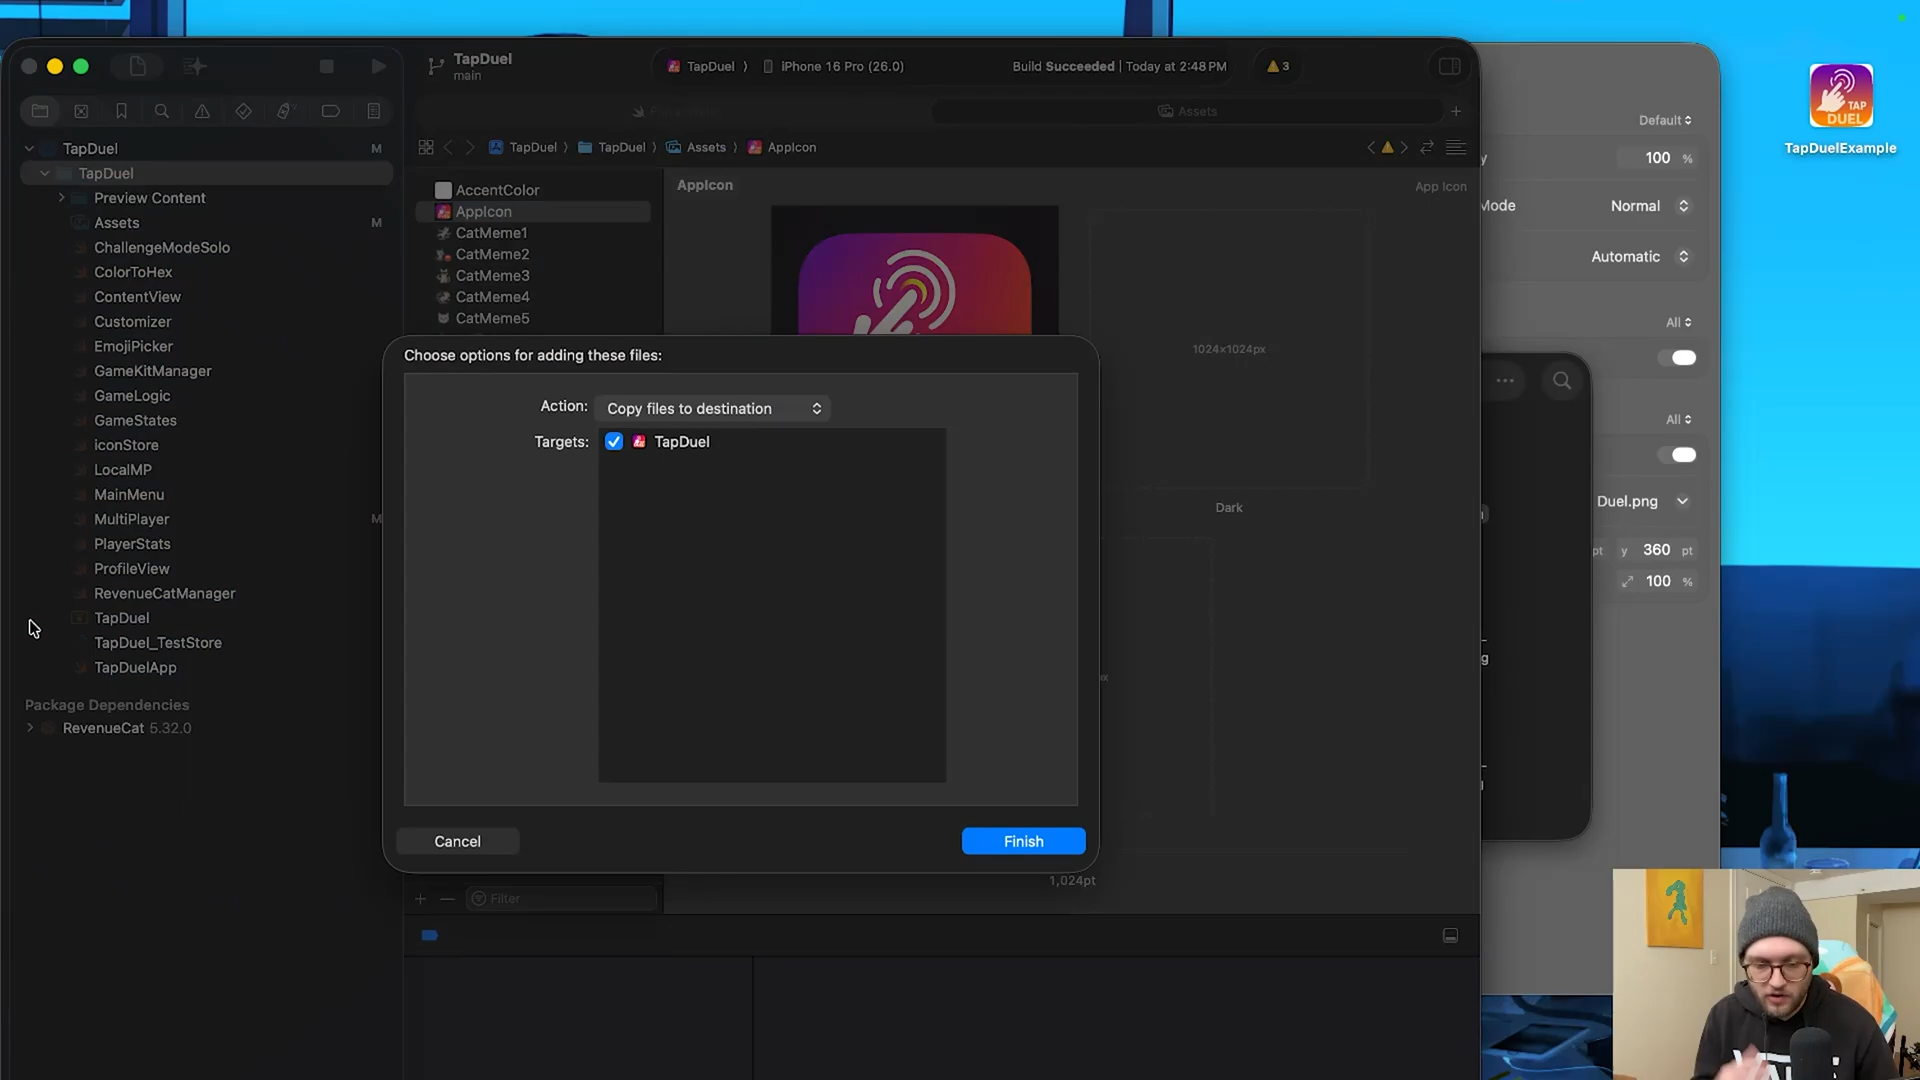 TapDuel
main
TapDuel
iPhone 16 Pro (26.0)
Build Succeeded | Today at 2:48 PM
3
Assets
TapDuel
TapDuel
Assets
AppIcon
TapDuel M
TapDuel
Preview Content
Assets M
ChallengeModeSolo
ColorToHex
ContentView
Customizer
EmojiPicker
GameKitManager
GameLogic
GameStates
iconStore
LocalMP
MainMenu
MultiPlayer M
PlayerStats
ProfileView
RevenueCatManager
TapDuel
TapDuel_TestStore
TapDuelApp
Package Dependencies
RevenueCat 5.32.0
AccentColor
AppIcon
CatMeme1
CatMeme2
CatMeme3
CatMeme4
CatMeme5
AppIcon
App Icon
1024x1024px
Dark
1,024pt
Filter
Choose options for adding these files:
Action: Copy files to destination
Targets: TapDuel
Cancel
Finish
Default
100 %
Mode Normal
Automatic
All
All
Duel.png
pt y 360 pt
100 %
TAP
DUEL
TapDuelExample